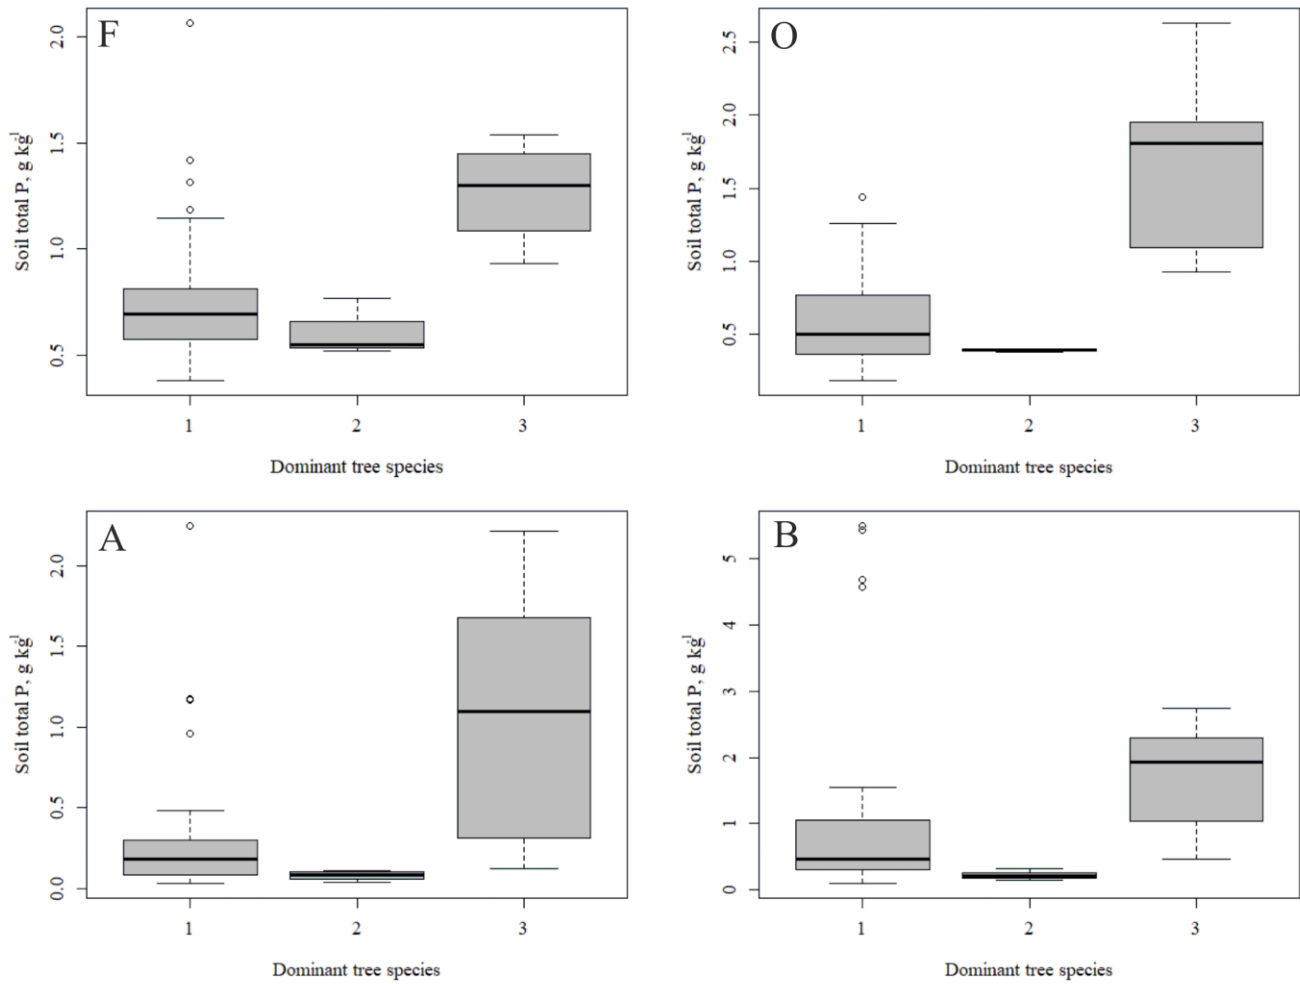 F
Soil total P, g kg-1
0.5 1.0 1.5 2.0
1 2 3
Dominant tree species
O
Soil total P, g kg-1
0.5 1.0 1.5 2.0 2.5
1 2 3
Dominant tree species
A
Soil total P, g kg-1
0.0 0.5 1.0 1.5 2.0
1 2 3
Dominant tree species
B
Soil total P, g kg-1
0 1 2 3 4 5
1 2 3
Dominant tree species